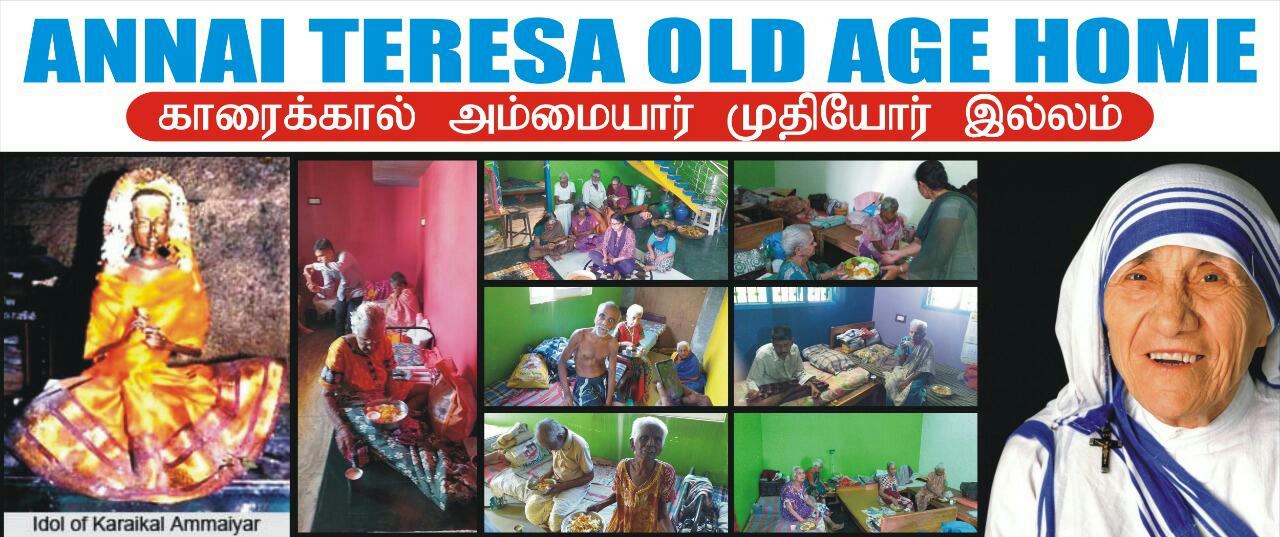 ANNAI TERESA OLD AGE HOME
காரைக்கால் அம்மையார் முதியோர் இல்லம்
Idol of Karaikal Ammaiyar